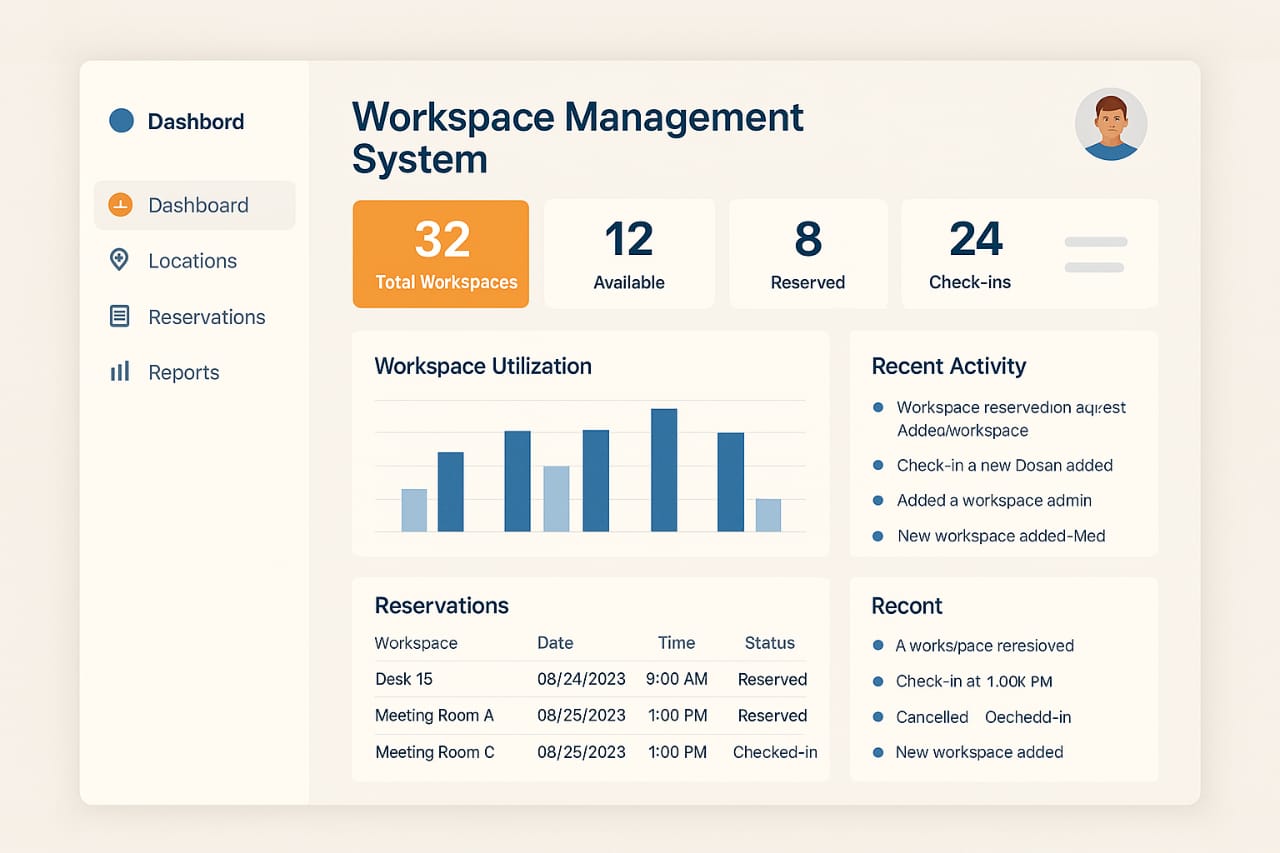 Dashbord
Dashboard
Locations
Reservations
Reports
Workspace Management
System
32
Total Workspaces
12
Available
8
Reserved
24
Check-ins
Workspace Utilization
Recent Activity
Workspace
Check-in a new Dosan added
Added a workspace admin
New workspace added-Med
Reservations
Workspace Date Time Status
Desk 15 08/24/2023 9:00 AM Reserved
Meeting Room A 08/25/2023 1:00 PM Reserved
Meeting Room C 08/25/2023 1:00 PM Checked-in
Recont
A works/pace reresioved
Check-in at 1.00K PM
Cancelled Oechedd-in
New workspace added